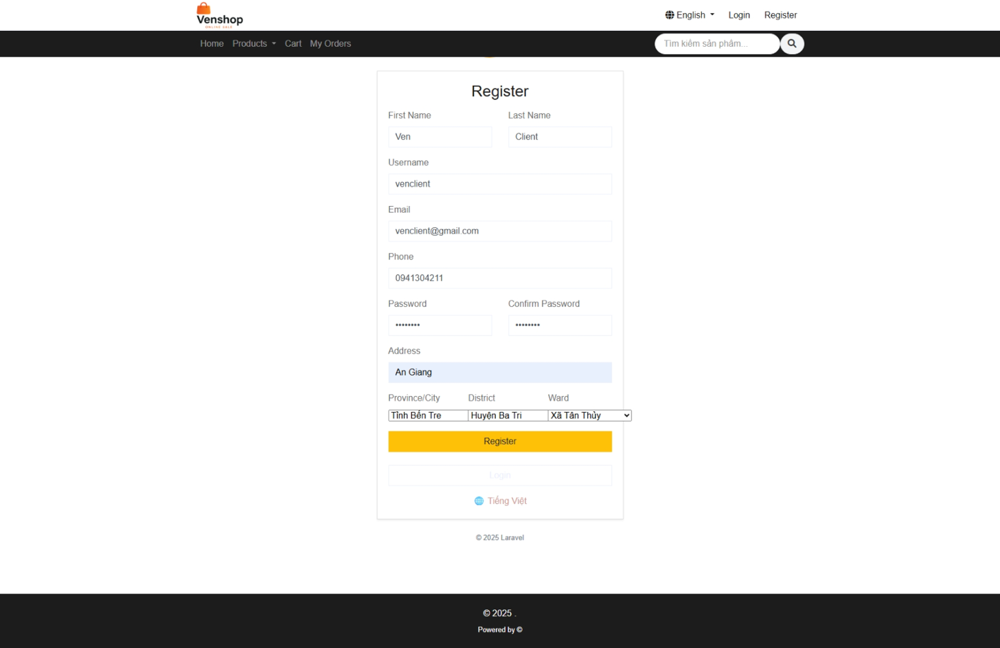 Venshop
ONLINE SALE
English Login Register
Home Products Cart My Orders Tìm kiếm sản phẩm...
Register
First Name Last Name
Ven Client
Username
venclient
Email
venclient@gmail.com
Phone
0941304211
Password Confirm Password
•••••••• ••••••••
Address
An Giang
Province/City District Ward
Tỉnh Bến Tre Huyện Ba Tri Xã Tân Thủy
Register
Login
Tiếng Việt
© 2025 Laravel
© 2025 .
Powered by ©